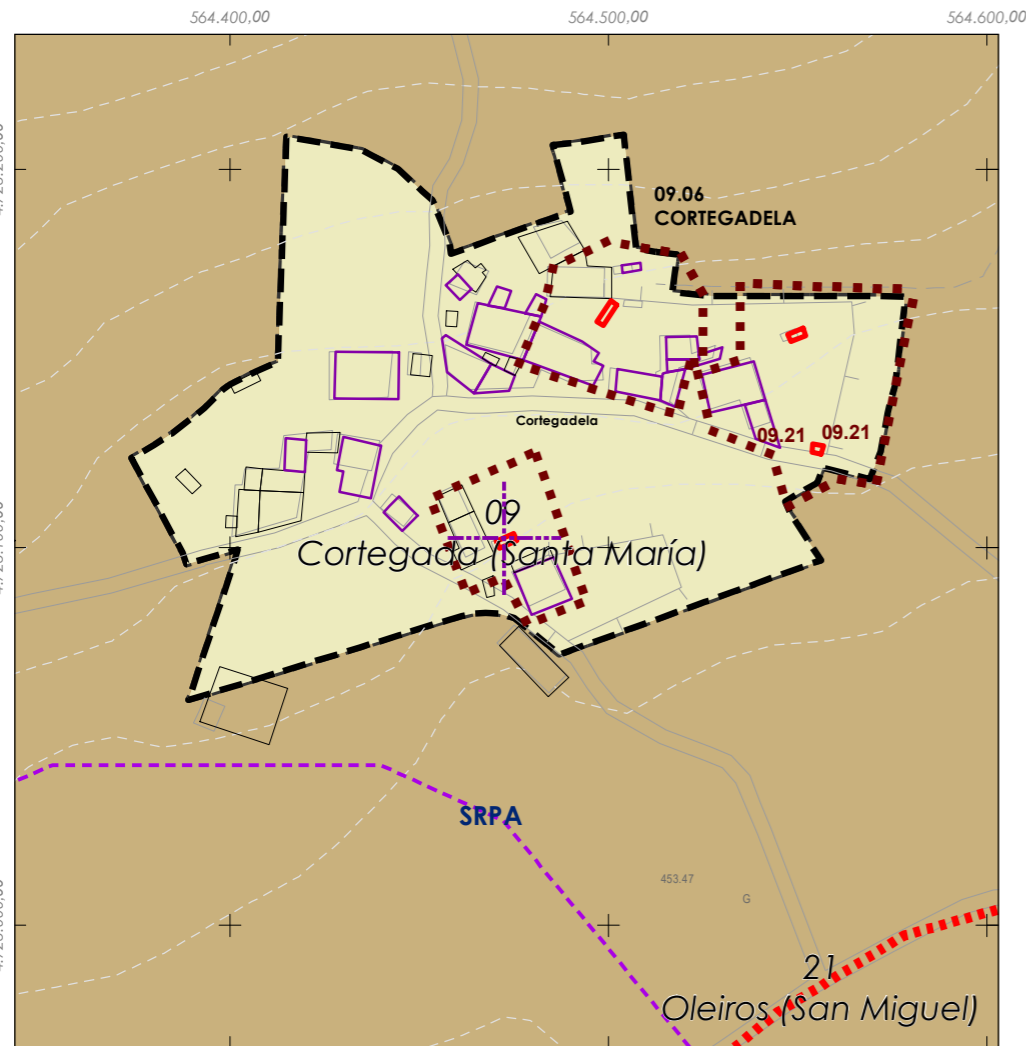 564.400,00
564.500,00
564.600,00
09.06
CORTEGADELA
Cortegadela
09.21
09.21
09
Cortegada (Santa María)
SRPA
453.47
G
21
Oleiros (San Miguel)